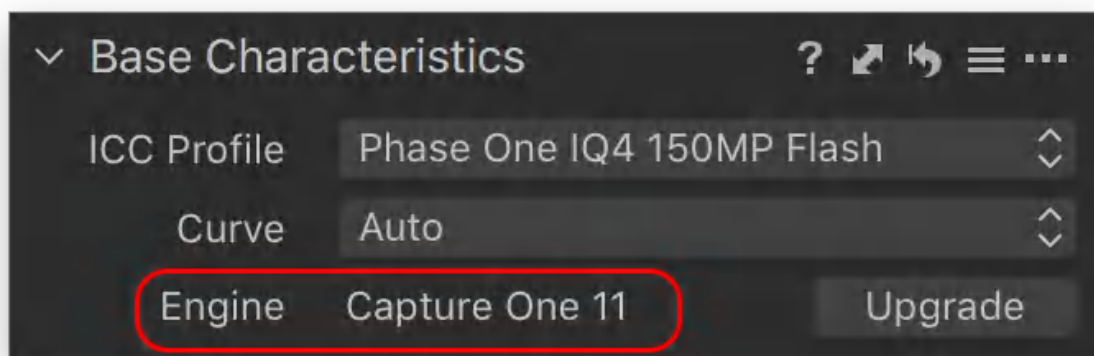 Base Characteristics ? ...
ICC Profile Phase One IQ4 150MP Flash
Curve Auto
Engine Capture One 11 Upgrade